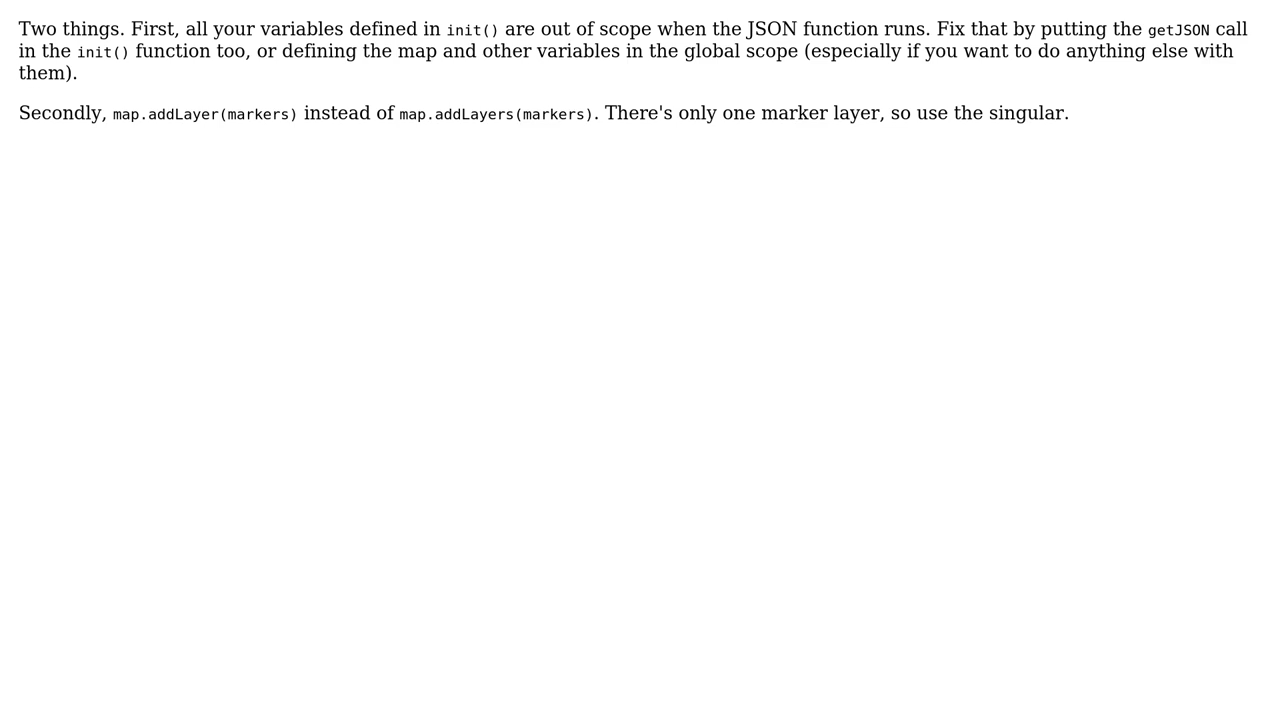 Two things. First, all your variables defined in init() are out of scope when the JSON function runs. Fix that by putting the getJSON call
in the init() function too, or defining the map and other variables in the global scope (especially if you want to do anything else with
them).
Secondly, map.addLayer(markers) instead of map.addLayers(markers). There's only one marker layer, so use the singular.